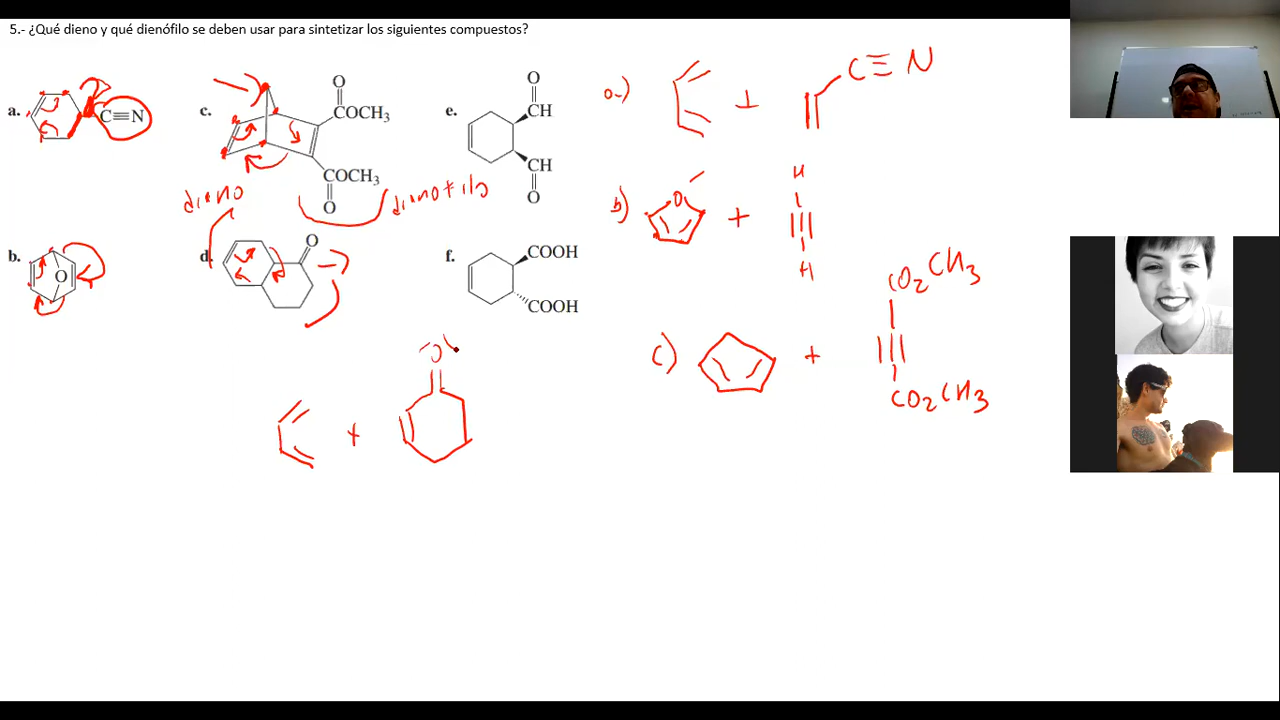 5.- ¿Qué dieno y qué dienófilo se deben usar para sintetizar los siguientes compuestos?
a.
C≡N
c.
O
COCH₃
COCH₃
O
dieno
dienofilo
e.
O
CH
CH
O
b.
O
d.
O
f.
COOH
COOH
a)
+
C≡N
b)
O
+
H
H
c)
+
CO₂CH₃
CO₂CH₃
+
O